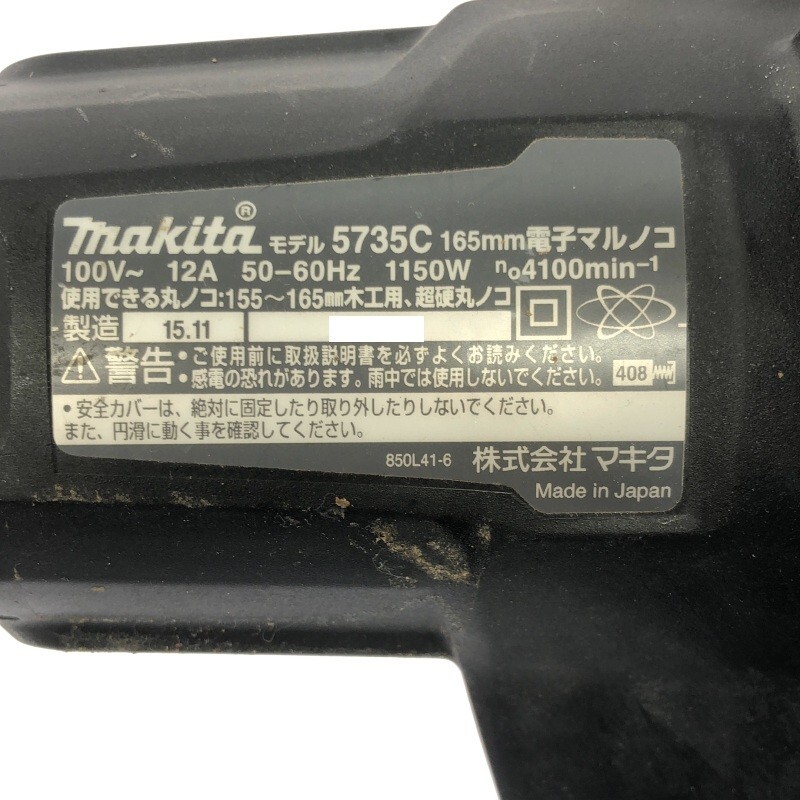 makita® モデル 5735C 165mm電子マルノコ
100V~ 12A 50-60Hz 1150W n₀4100min⁻¹
使用できる丸ノコ:155～165㎜木工用、超硬丸ノコ
製造 15.11
警告 •ご使用前に取扱説明書を必ずよくお読みください。
•感電の恐れがあります。雨中では使用しないでください。 408
•安全カバーは、絶対に固定したり取り外したりしないでください。
また、円滑に動く事を確認してください。
850L41-6 株式会社 マキタ
Made in Japan